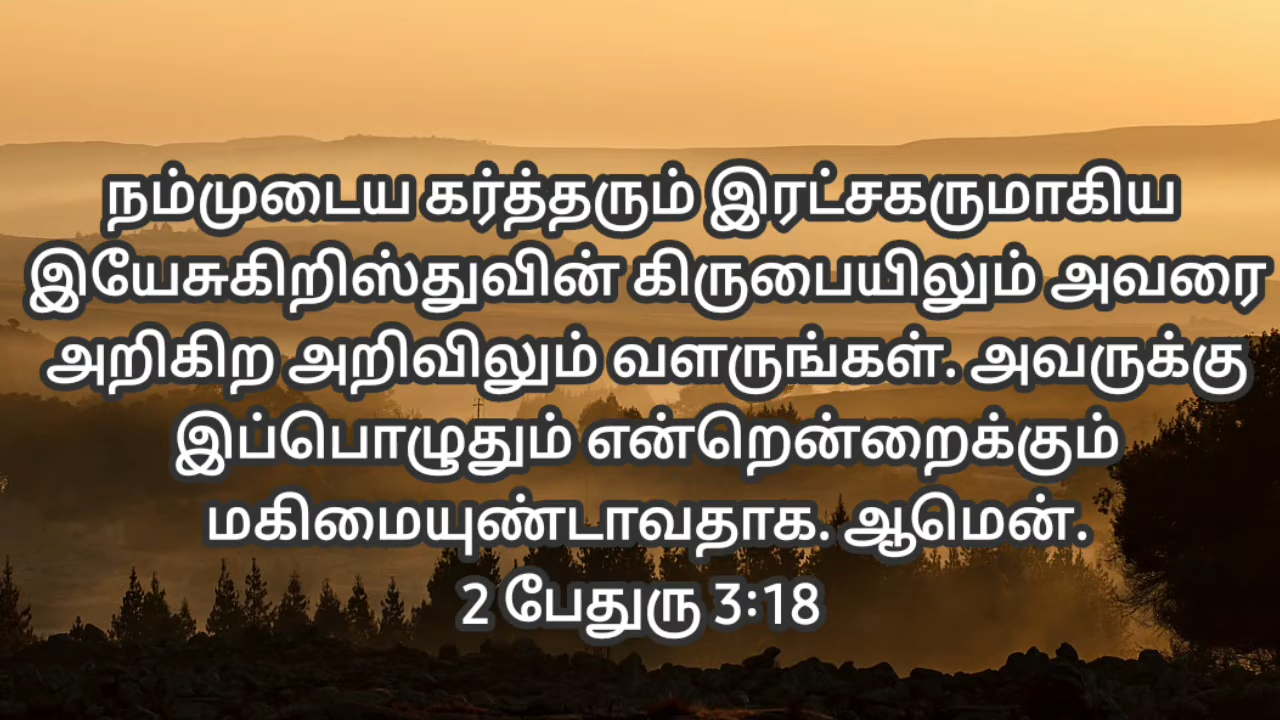 நம்முடைய கர்த்தரும் இரட்சகருமாகிய
இயேசுகிறிஸ்துவின் கிருபையிலும் அவரை
அறிகிற அறிவிலும் வளருங்கள். அவருக்கு
இப்பொழுதும் என்றென்றைக்கும்
மகிமையுண்டாவதாக. ஆமென்.
2 பேதுரு 3:18